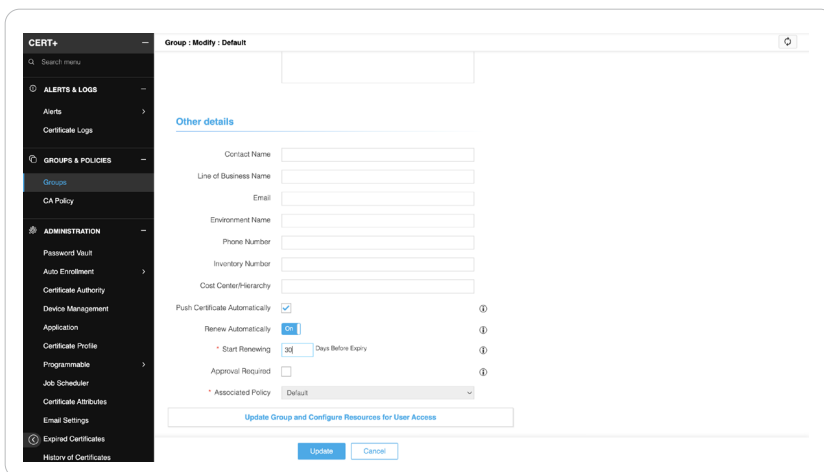 CERT+
Search menu
ALERTS & LOGS
Alerts
Certificate Logs
GROUPS & POLICIES
Groups
CA Policy
ADMINISTRATION
Password Vault
Auto Enrollment
Certificate Authority
Device Management
Application
Certificate Profile
Programmable
Job Scheduler
Certificate Attributes
Email Settings
Expired Certificates
History of Certificates
Group : Modify : Default
Other details
Contact Name
Line of Business Name
Email
Environment Name
Phone Number
Inventory Number
Cost Center/Hierarchy
Push Certificate Automatically
Renew Automatically On
* Start Renewing 30 Days Before Expiry
Approval Required
* Associated Policy Default
Update Group and Configure Resources for User Access
Update Cancel